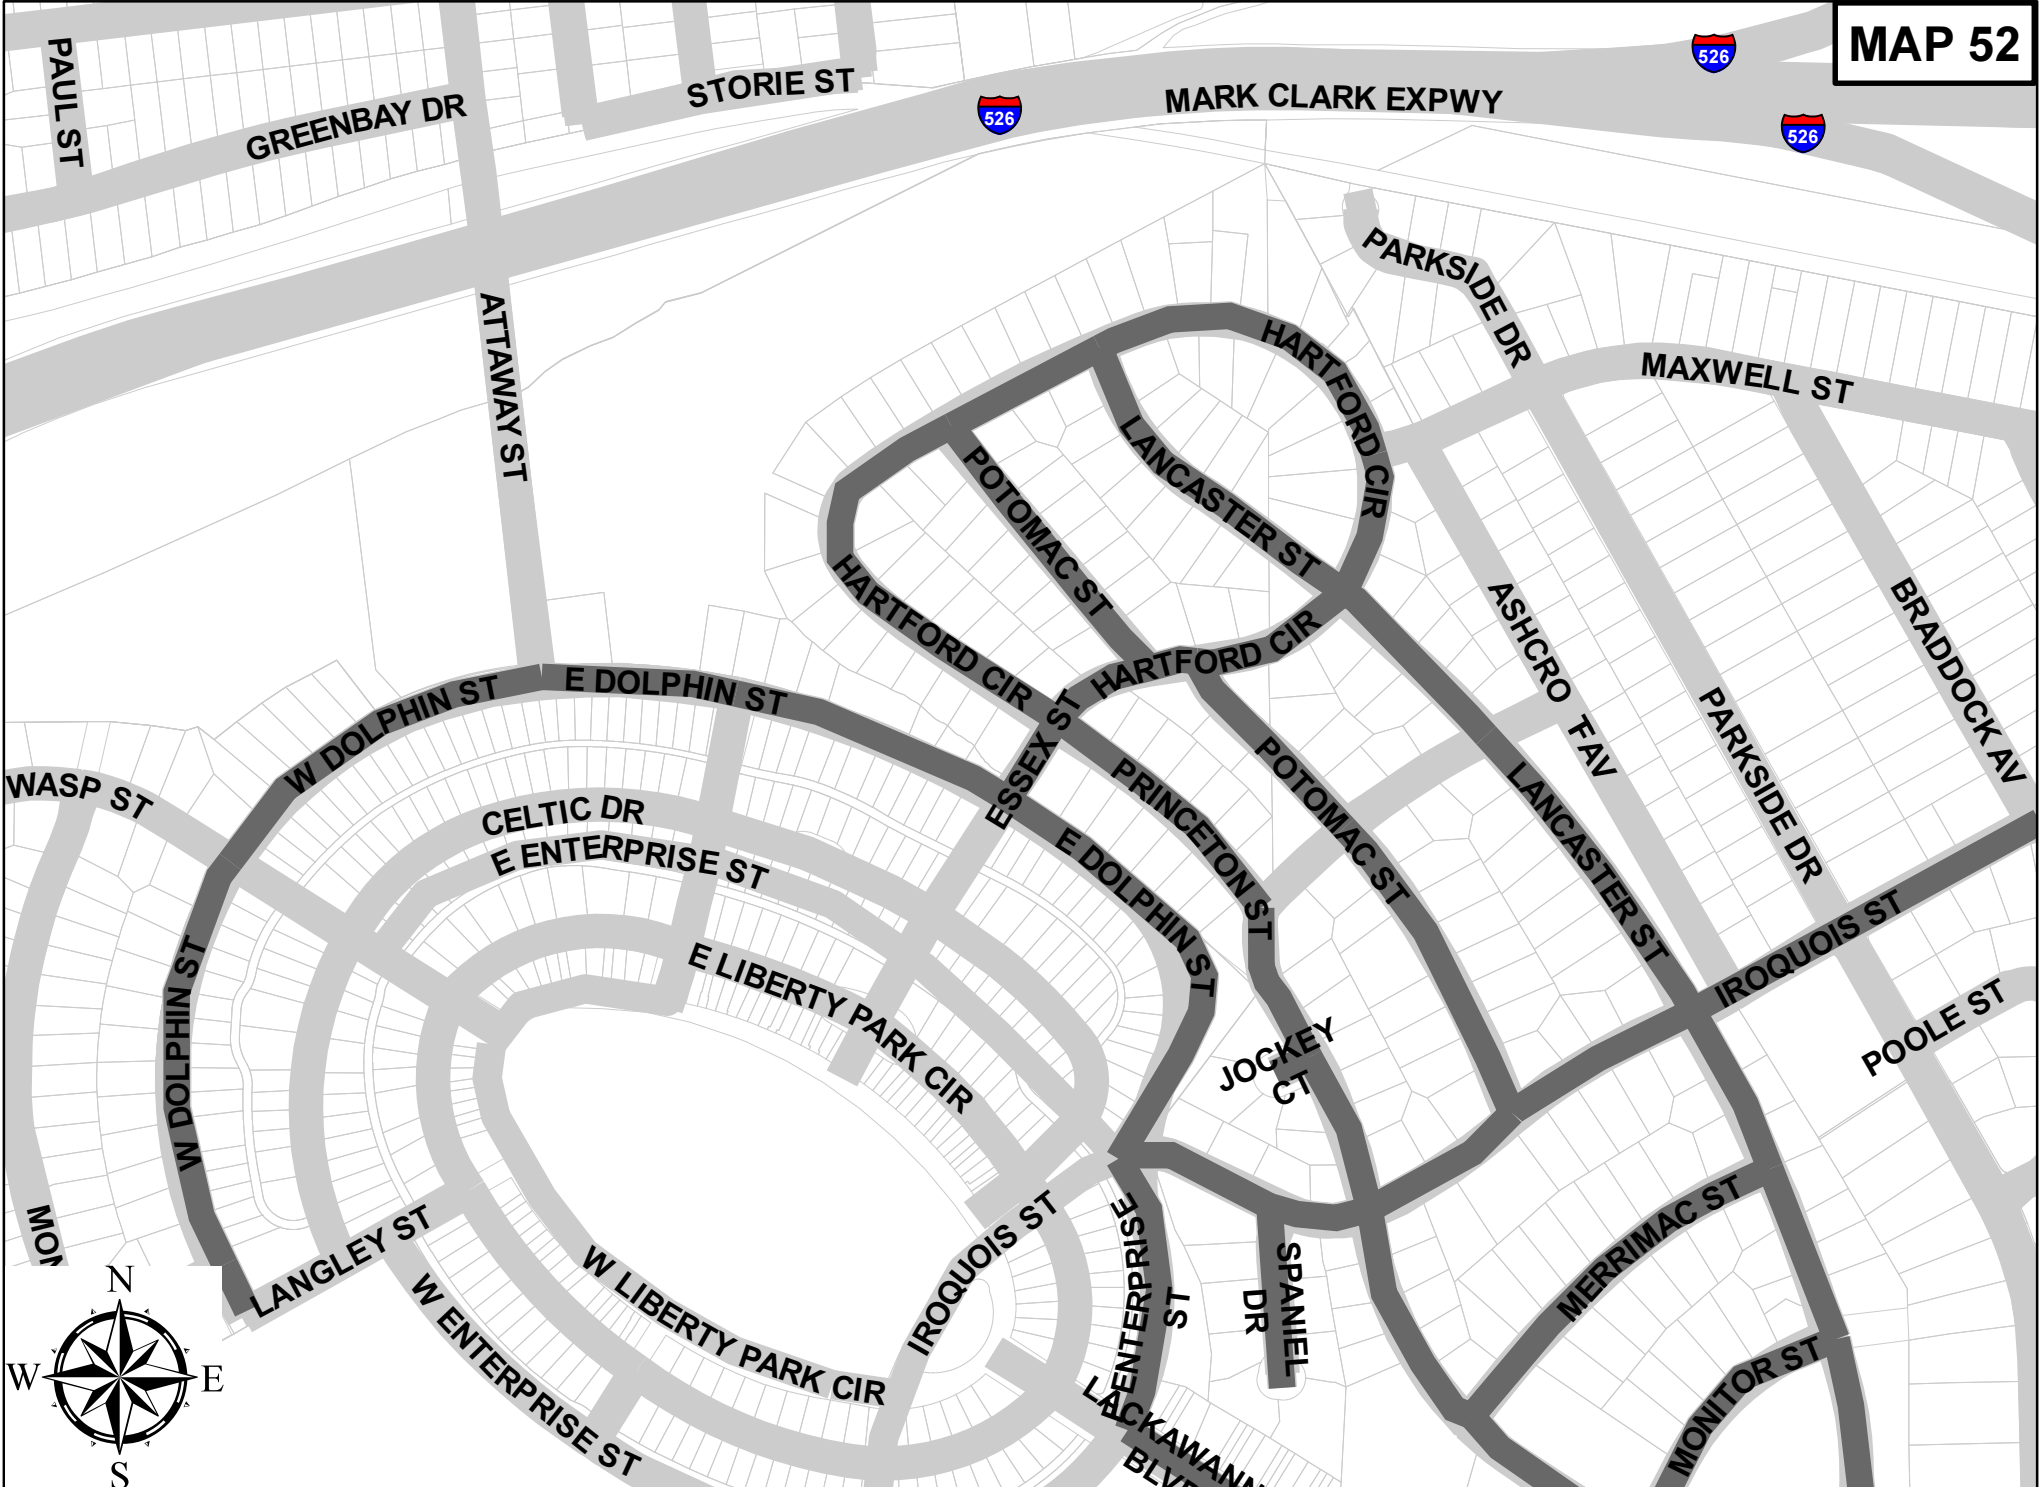 MAP 52
PAUL ST
GREENBAY DR
STORIE ST
526
MARK CLARK EXPWY
526
526
PARKSIDE DR
ATTAWAY ST
HARTFORD CIR
MAXWELL ST
LANCASTER ST
POTOMAC ST
HARTFORD CIR
HARTFORD CIR
ASHCRO FAV
BRADDOCK AV
PARKSIDE DR
W DOLPHIN ST
E DOLPHIN ST
ESSEX ST
WASP ST
CELTIC DR
E ENTERPRISE ST
PRINCETON ST
POTOMAC ST
LANCASTER ST
E DOLPHIN ST
IROQUOIS ST
W DOLPHIN ST
E LIBERTY PARK CIR
JOCKEY
CT
POOLE ST
MON
LANGLEY ST
IROQUOIS ST
E ENTERPRISE
ST
SPANIEL
DR
MERRIMAC ST
W LIBERTY PARK CIR
W ENTERPRISE ST
MONITOR ST
LACKAWANN
BLV
N
W
E
S